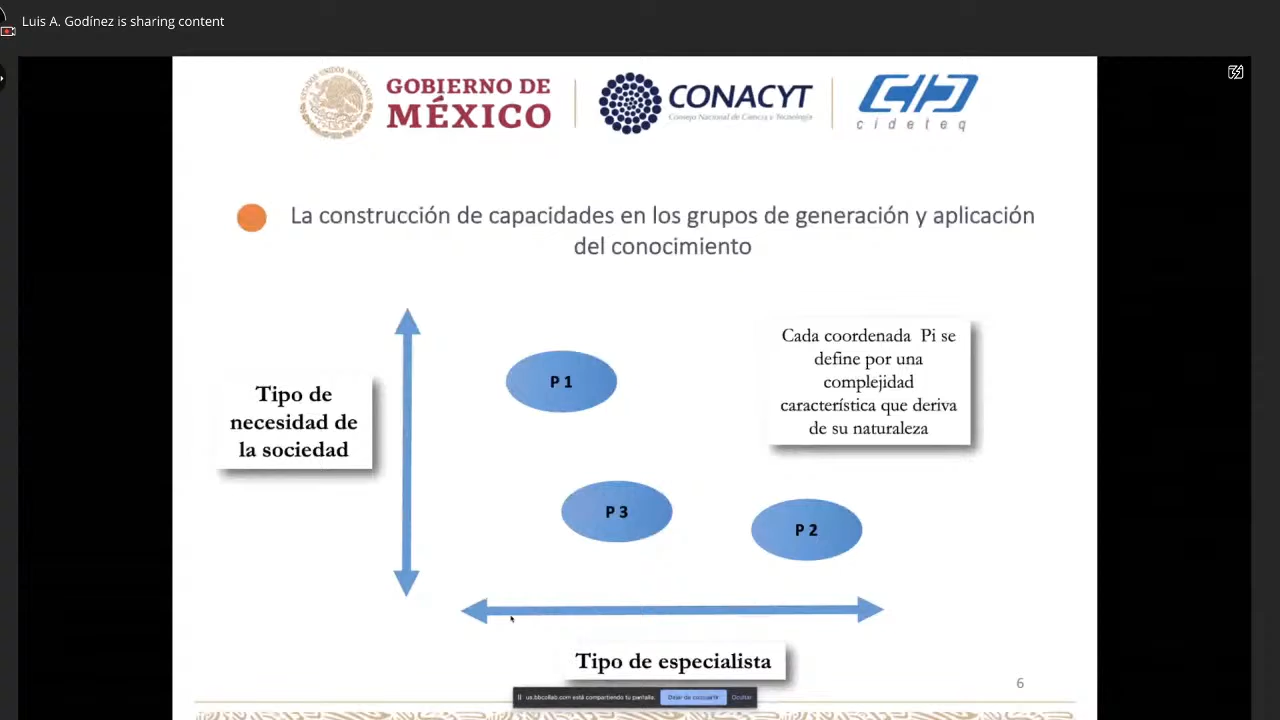 Luis A. Godínez is sharing content
GOBIERNO DE
MÉXICO
CONACYT
Consejo Nacional de Ciencia y Tecnología
cideteq
La construcción de capacidades en los grupos de generación y aplicación
del conocimiento
Tipo de
necesidad de
la sociedad
P 1
Cada coordenada Pi se
define por una
complejidad
característica que deriva
de su naturaleza
P 3
P 2
Tipo de especialista
6
us.bbcollab.com está compartiendo tu pantalla.
Dejar de compartir
Ocultar